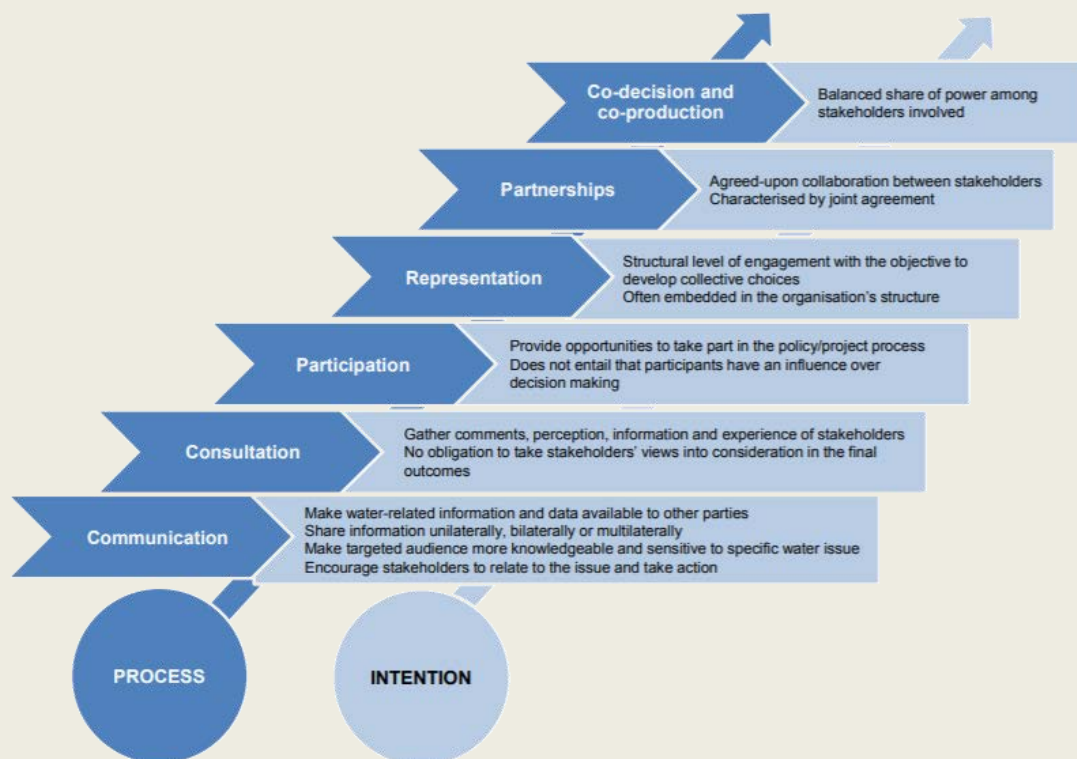 Co-decision and
co-production
Balanced share of power among
stakeholders involved
Partnerships
Agreed-upon collaboration between stakeholders
Characterised by joint agreement
Representation
Structural level of engagement with the objective to
develop collective choices
Often embedded in the organisation's structure
Participation
Provide opportunities to take part in the policy/project process
Does not entail that participants have an influence over
decision making
Consultation
Gather comments, perception, information and experience of stakeholders
No obligation to take stakeholders' views into consideration in the final
outcomes
Communication
Make water-related information and data available to other parties
Share information unilaterally, bilaterally or multilaterally
Make targeted audience more knowledgeable and sensitive to specific water issue
Encourage stakeholders to relate to the issue and take action
PROCESS
INTENTION